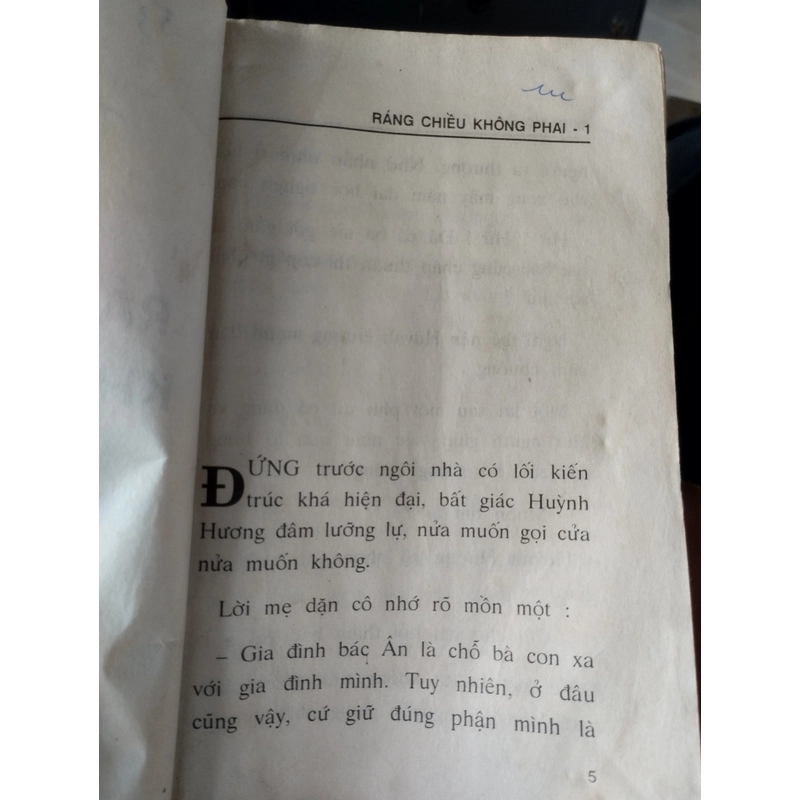 RÁNG CHIỀU KHÔNG PHAI - 1
ĐỨNG trước ngôi nhà có lối kiến
trúc khá hiện đại, bất giác Huỳnh
Hương đâm lưỡng lự, nửa muốn gọi cửa
nửa muốn không.
Lời mẹ dặn cô nhớ rõ mồn một :
– Gia đình bác Ân là chỗ bà con xa
với gia đình mình. Tuy nhiên, ở đâu
cũng vậy, cứ giữ đúng phận mình là
5